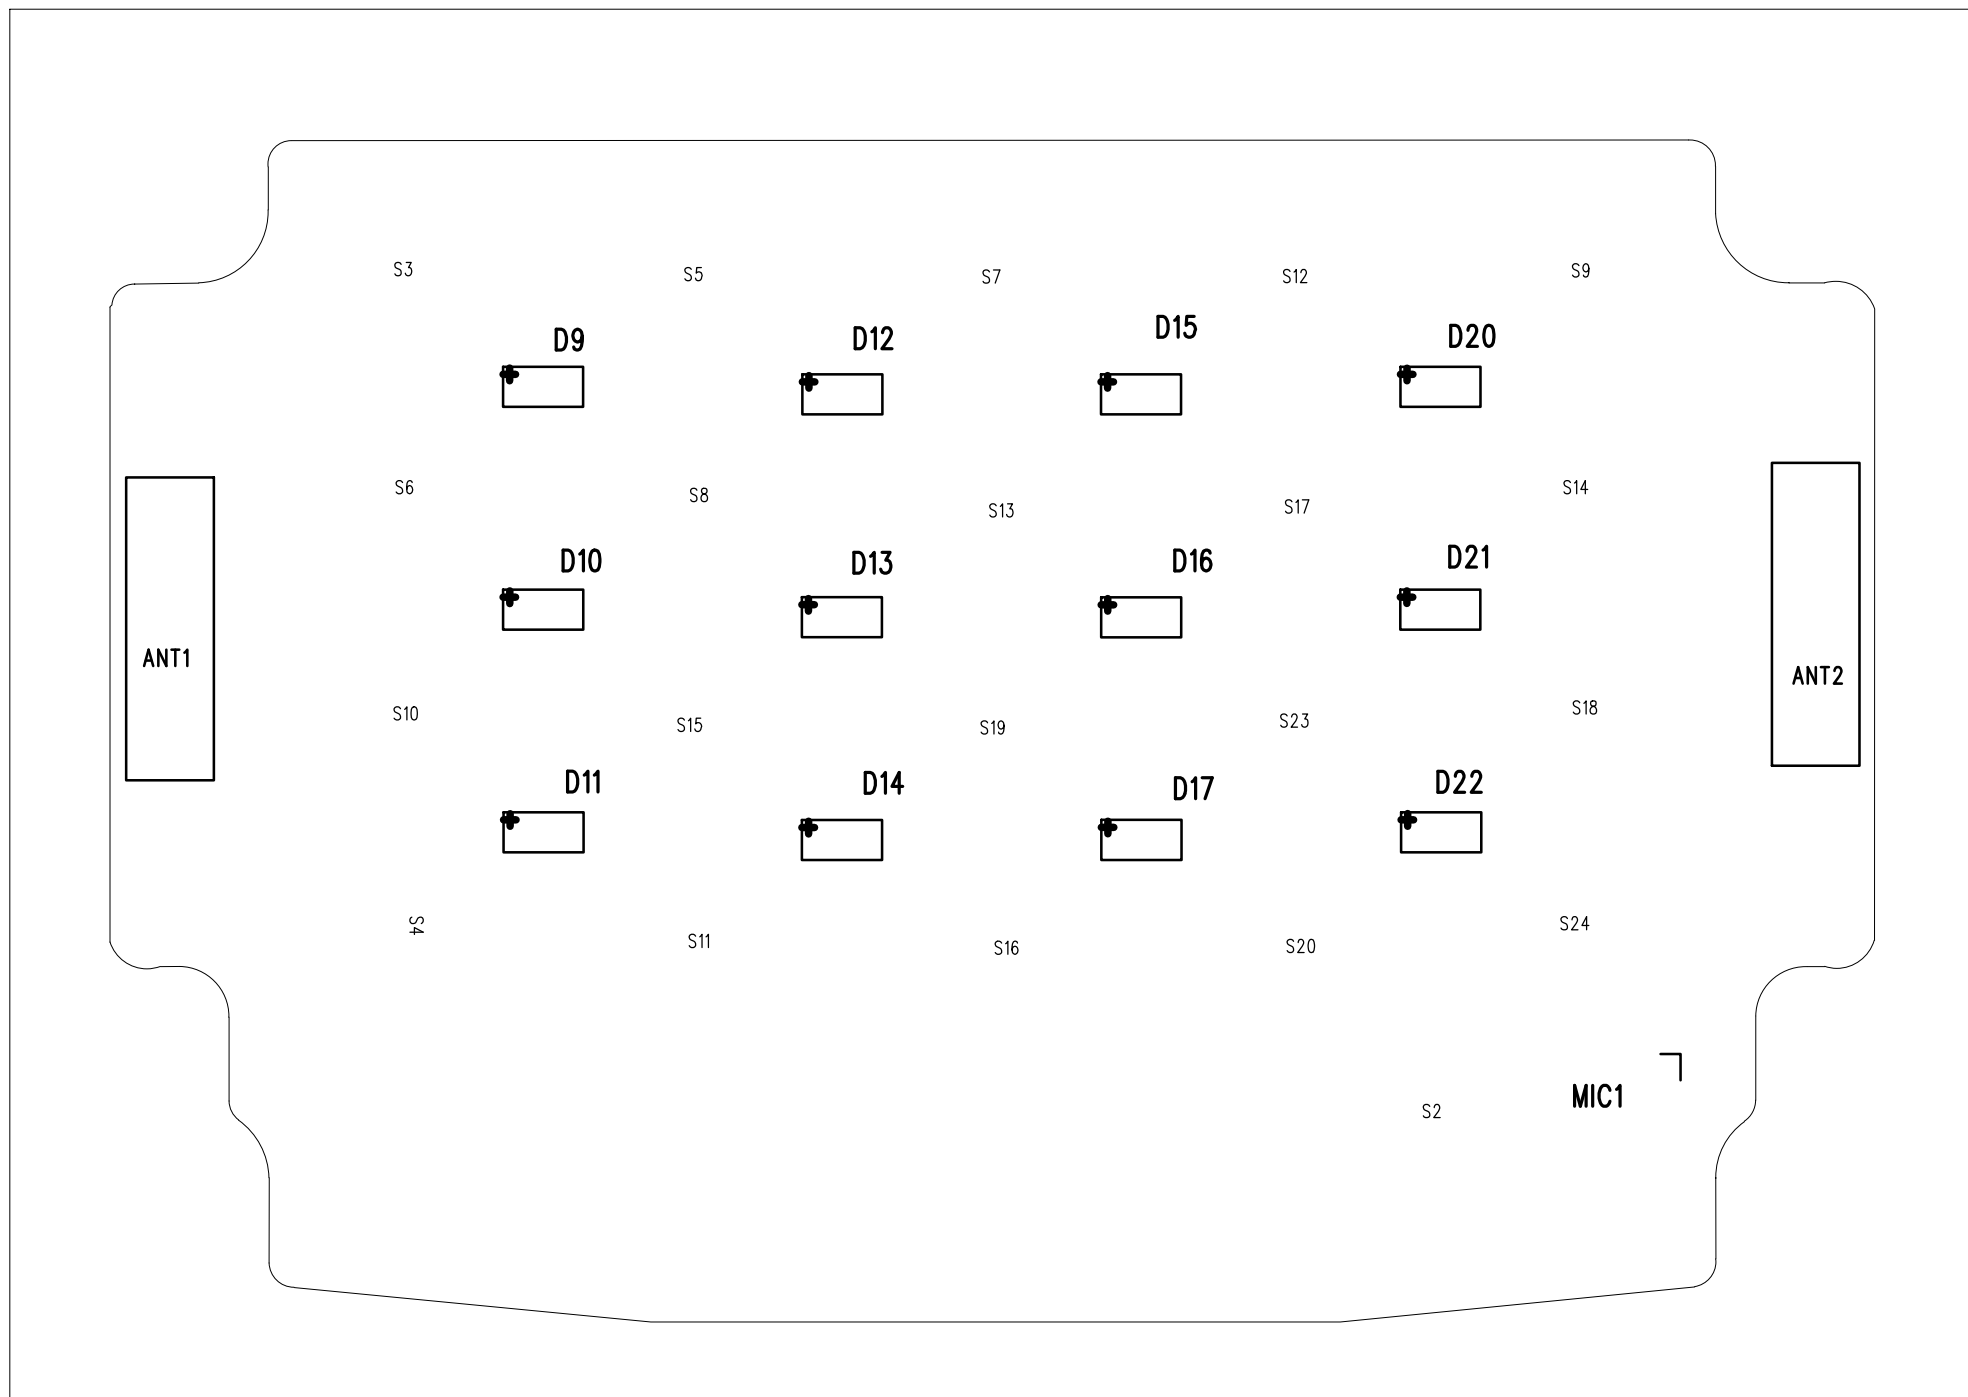 S3 S5 S7 S12 S9
D9 D12 D15 D20
S6 S8 S13 S17 S14
D10 D13 D16 D21
ANT1 ANT2
S10 S15 S19 S23 S18
D11 D14 D17 D22
S4 S11 S16 S20 S24
S2 MIC1